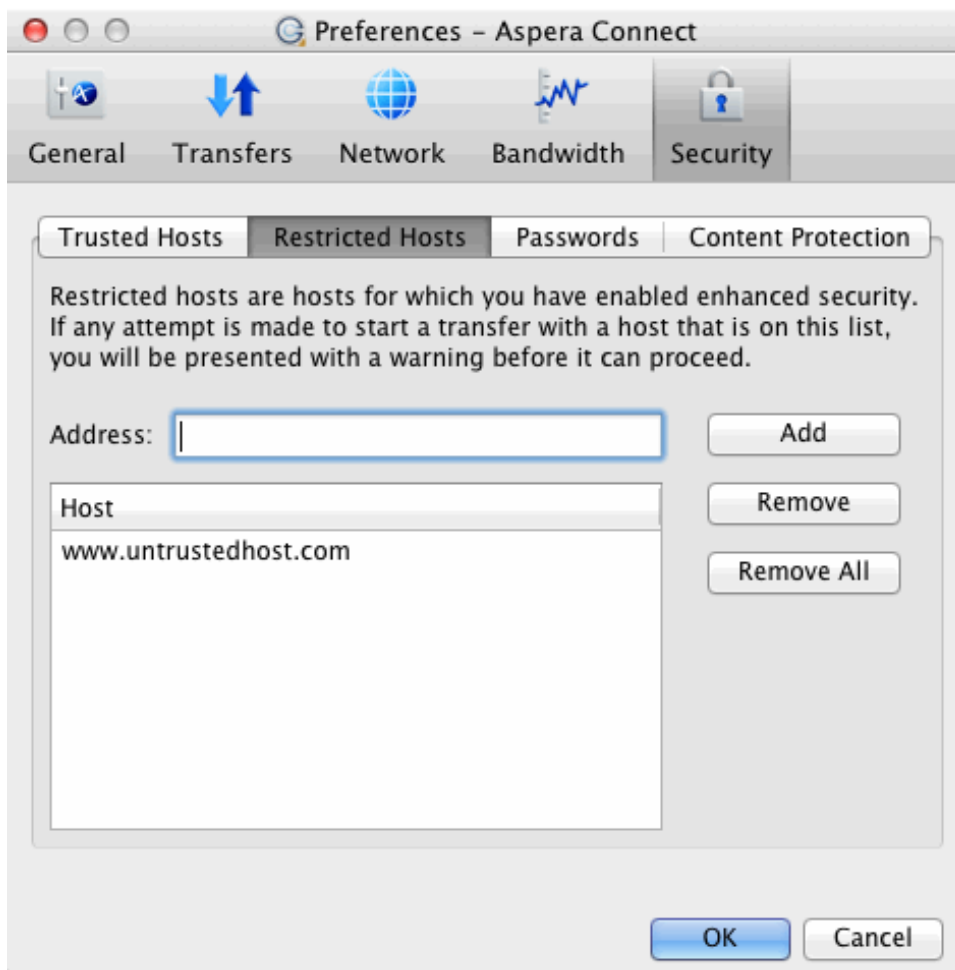 Preferences – Aspera Connect
General Transfers Network Bandwidth Security
Trusted Hosts Restricted Hosts Passwords Content Protection
Restricted hosts are hosts for which you have enabled enhanced security.
If any attempt is made to start a transfer with a host that is on this list,
you will be presented with a warning before it can proceed.
Address: Add
Host Remove
www.untrustedhost.com
Remove All
OK Cancel